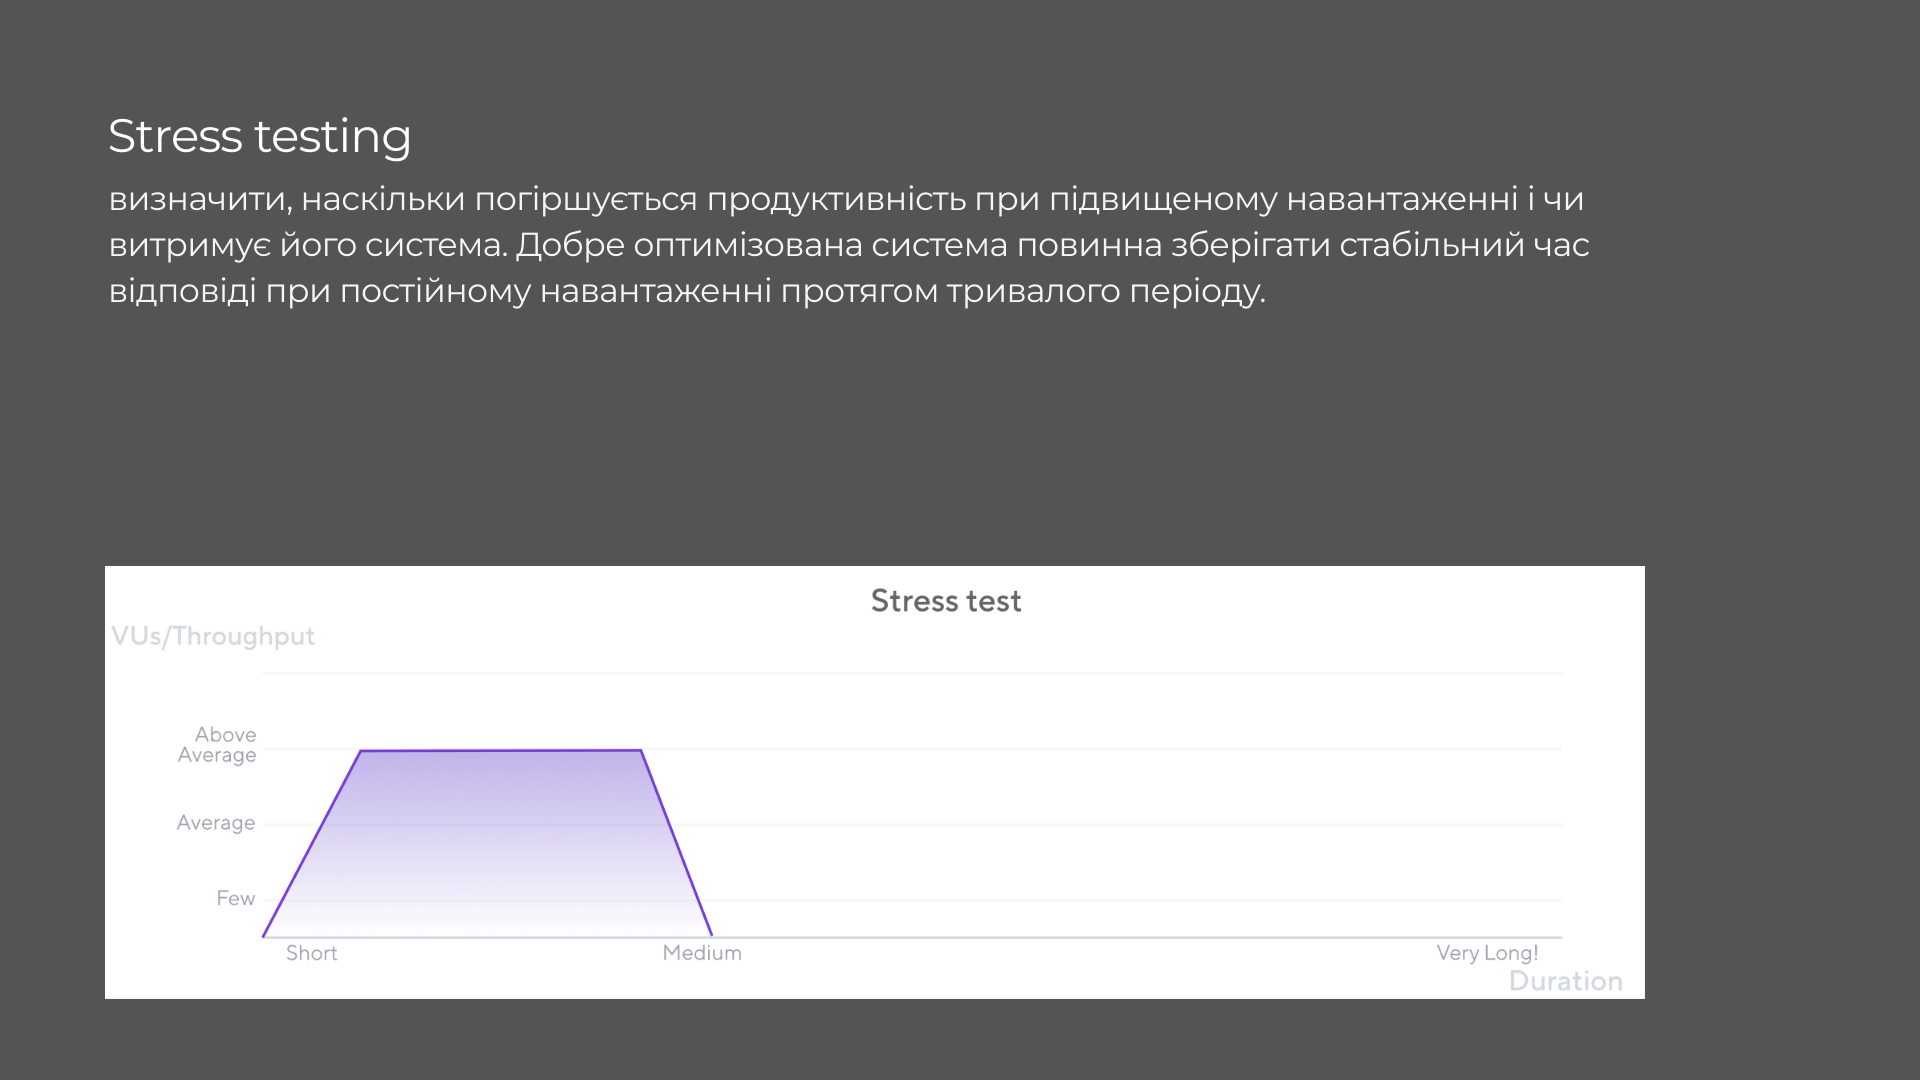 Stress testing
визначити, наскільки погіршується продуктивність при підвищеному навантаженні і чи
витримує його система. Добре оптимізована система повинна зберігати стабільний час
відповіді при постійному навантаженні протягом тривалого періоду.
Stress test
VUs/Throughput
Above
Average
Average
Few
Short
Medium
Very Long!
Duration